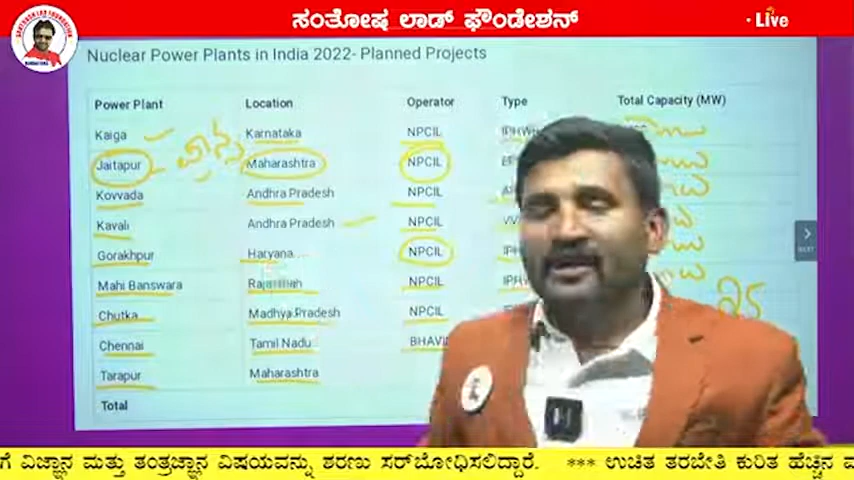 ಸಂತೋಷ ಲಾಡ್ ಫೌಂಡೇಶನ್
Live
Nuclear Power Plants in India 2022- Planned Projects
Power Plant Location Operator Type Total Capacity (MW)
Kaiga Karnataka NPCIL
Jaitapur Maharashtra NPCIL
Kovvada Andhra Pradesh NPCIL
Kavali Andhra Pradesh NPCIL
Gorakhpur Haryana NPCIL
Mahi Banswara Rajasthan NPCIL
Chutka Madhya Pradesh NPCIL
Chennai Tamil Nadu
Tarapur Maharashtra
Total
NEXT
ಗೆ ವಿಜ್ಞಾನ ಮತ್ತು ತಂತ್ರಜ್ಞಾನ ವಿಷಯವನ್ನು ಶರಣು ಸರ್‌ಬೋಧಿಸಲಿದ್ದಾರೆ. *** ಉಚಿತ ತರಬೇತಿ ಕುರಿತ ಹೆಚ್ಚಿನ